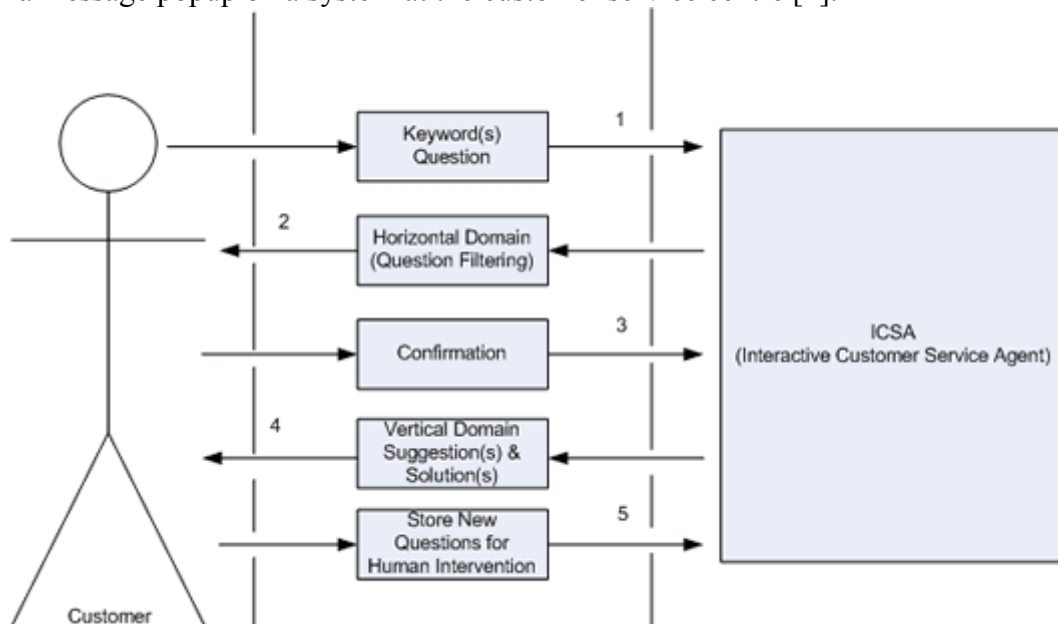 Keyword(s)
Question
1
2
Horizontal Domain
(Question Filtering)
Confirmation
3
4
Vertical Domain
Suggestion(s) &
Solution(s)
Store New
Questions for
Human Intervention
5
ICSA
(Interactive Customer Service Agent)
Customer